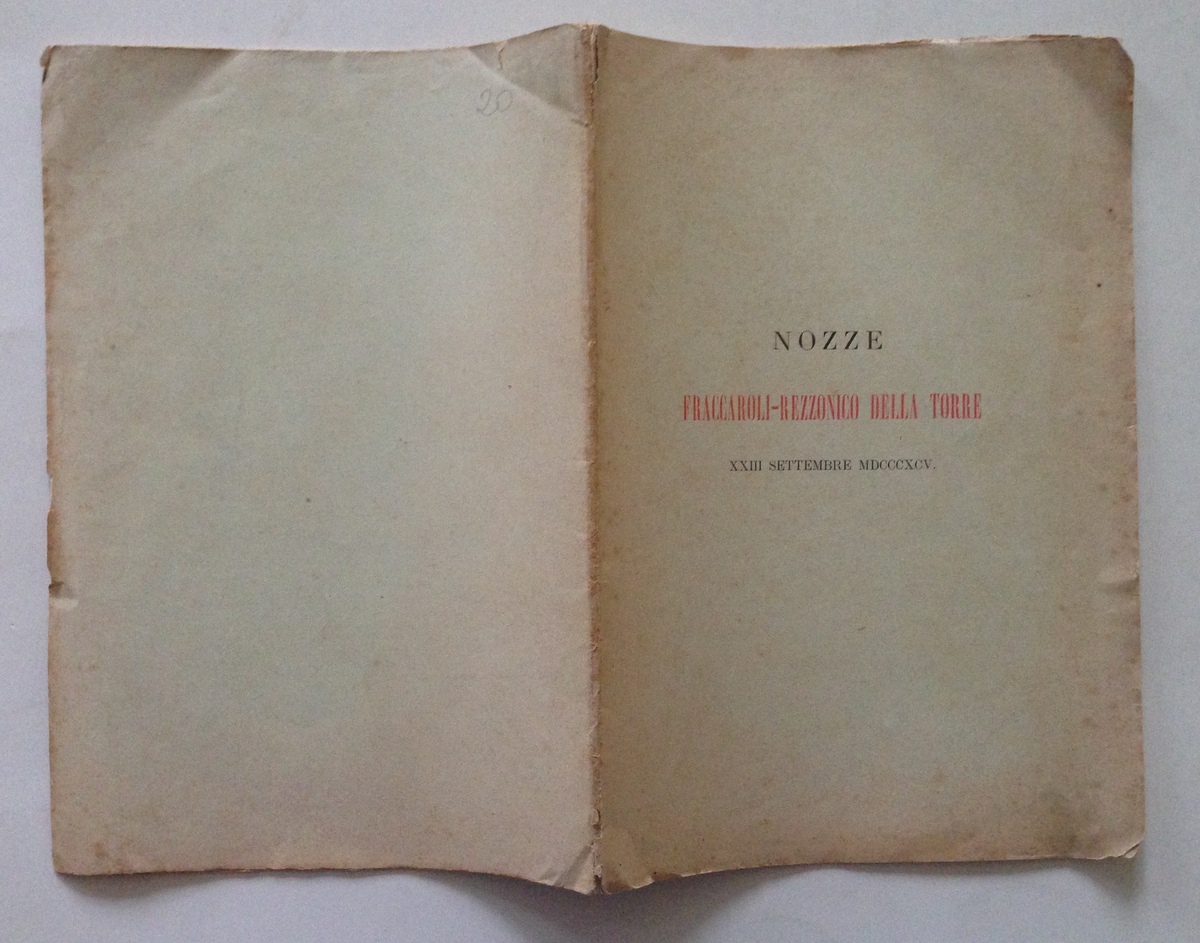 20
NOZZE
FRACCAROLI-REZZONICO DELLA TORRE
XXIII SETTEMBRE MDCCCXCV.